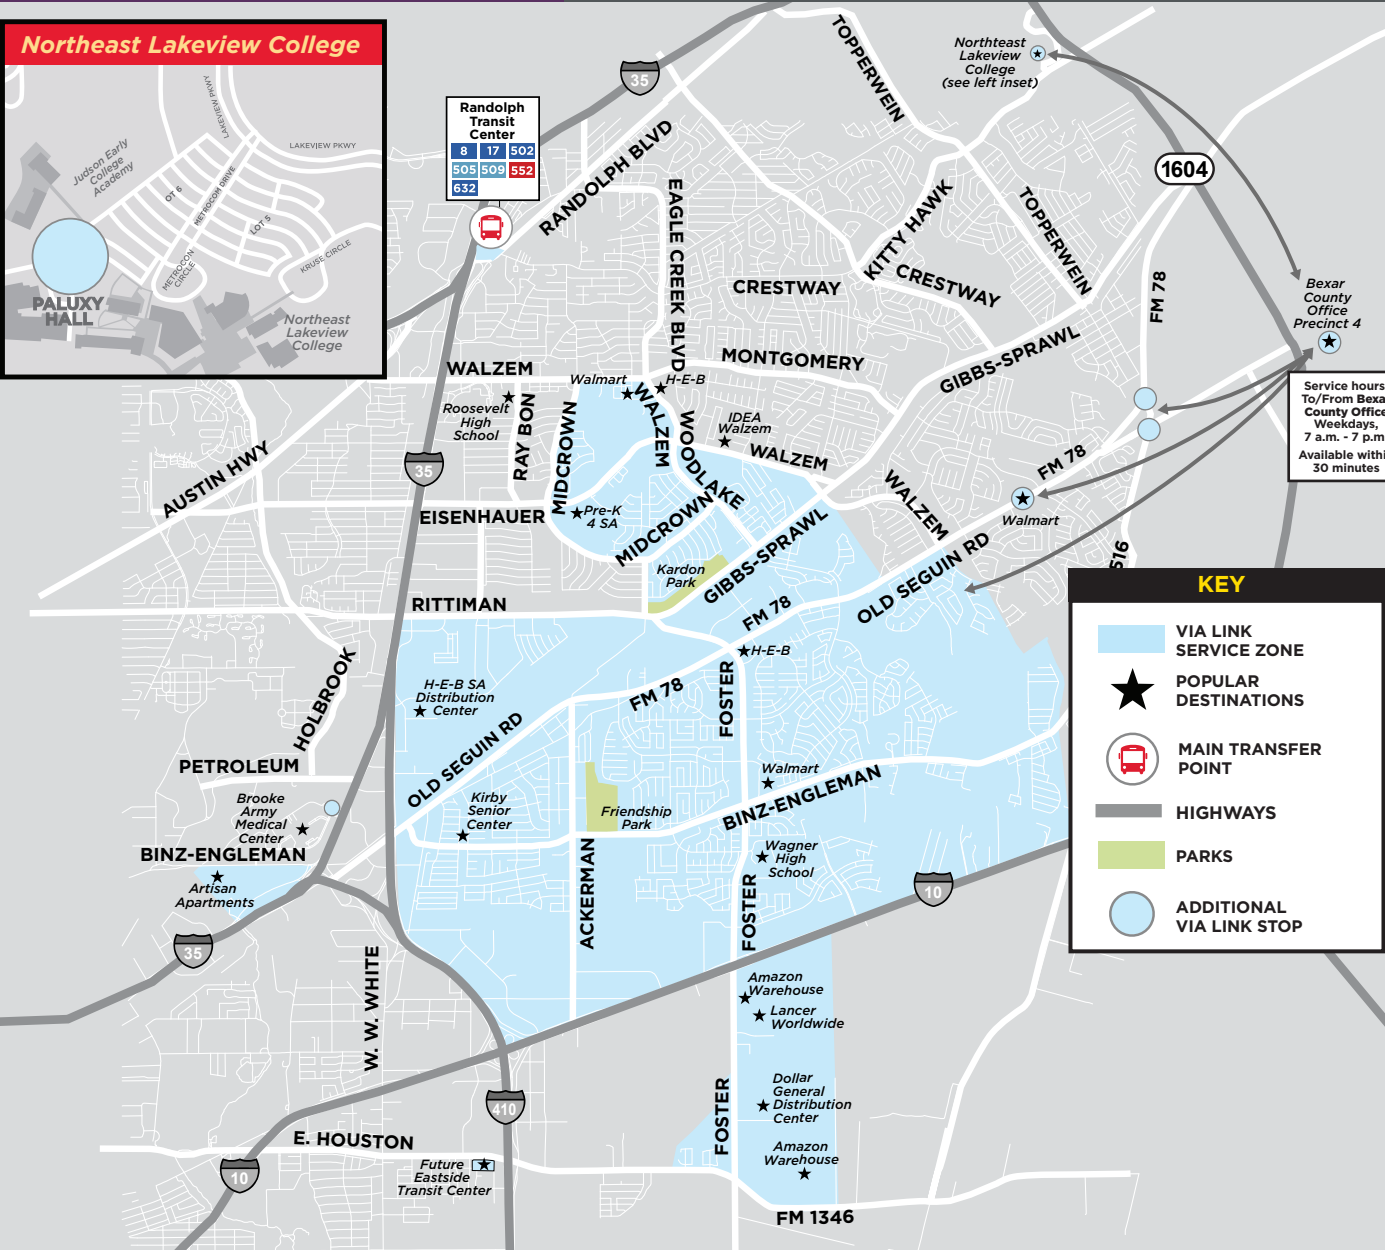 Northeast Lakeview College
LAKEVIEW PKWY
LAKEVIEW PKWY
Judson Early
College
Academy
METROCOM DRIVE
LOT 5
METROCON
CIRCLE
KRUSE CIRCLE
PALUXY
HALL
Northeast
Lakeview
College
Randolph
Transit
Center
8 17 502
505 509 552
632
35
RANDOLPH BLVD
TOPPERWEIN
Northteast
Lakeview
College
(see left inset)
1604
EAGLE CREEK BLVD
KITTY HAWK
TOPPERWEIN
CRESTWAY
CRESTWAY
FM 78
Bexar
County
Office
Precinct 4
GIBBS-SPRAWL
MONTGOMERY
WALZEM
Walmart
H-E-B
Service hours
To/From Bexa
County Office
Weekdays,
7 a.m. - 7 p.m
Available withi
30 minutes
Roosevelt
High
School
RAY BON
MIDCROWN
WALZEM
WOODLAKE
IDEA
Walzem
WALZEM
AUSTIN HWY
35
FM 78
WALZEM
Walmart
EISENHAUER
Pre-K
4 SA
MIDCROWN
GIBBS-SPRAWL
OLD SEGUIN RD
516
Kardon
Park
RITTIMAN
FM 78
H-E-B
HOLBROOK
H-E-B SA
Distribution
Center
FM 78
FOSTER
OLD SEGUIN RD
PETROLEUM
Walmart
BINZ-ENGLEMAN
Brooke
Army
Medical
Center
Kirby
Senior
Center
Friendship
Park
BINZ-ENGLEMAN
Wagner
High
School
Artisan
Apartments
ACKERMAN
FOSTER
10
35
W. W. WHITE
Amazon
Warehouse
Lancer
Worldwide
410
FOSTER
Dollar
General
Distribution
Center
E. HOUSTON
Amazon
Warehouse
Future
Eastside
Transit Center
10
FM 1346
KEY
VIA LINK
SERVICE ZONE
POPULAR
DESTINATIONS
MAIN TRANSFER
POINT
HIGHWAYS
PARKS
ADDITIONAL
VIA LINK STOP